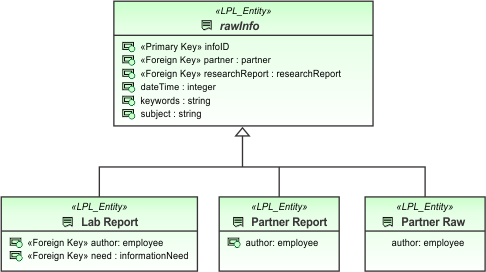 «LPL_Entity»
rawInfo
«Primary Key» infoID
«Foreign Key» partner : partner
«Foreign Key» researchReport : researchReport
dateTime : integer
keywords : string
subject : string
«LPL_Entity»
Lab Report
«Foreign Key» author: employee
«Foreign Key» need : informationNeed
«LPL_Entity»
Partner Report
author: employee
«LPL_Entity»
Partner Raw
author: employee